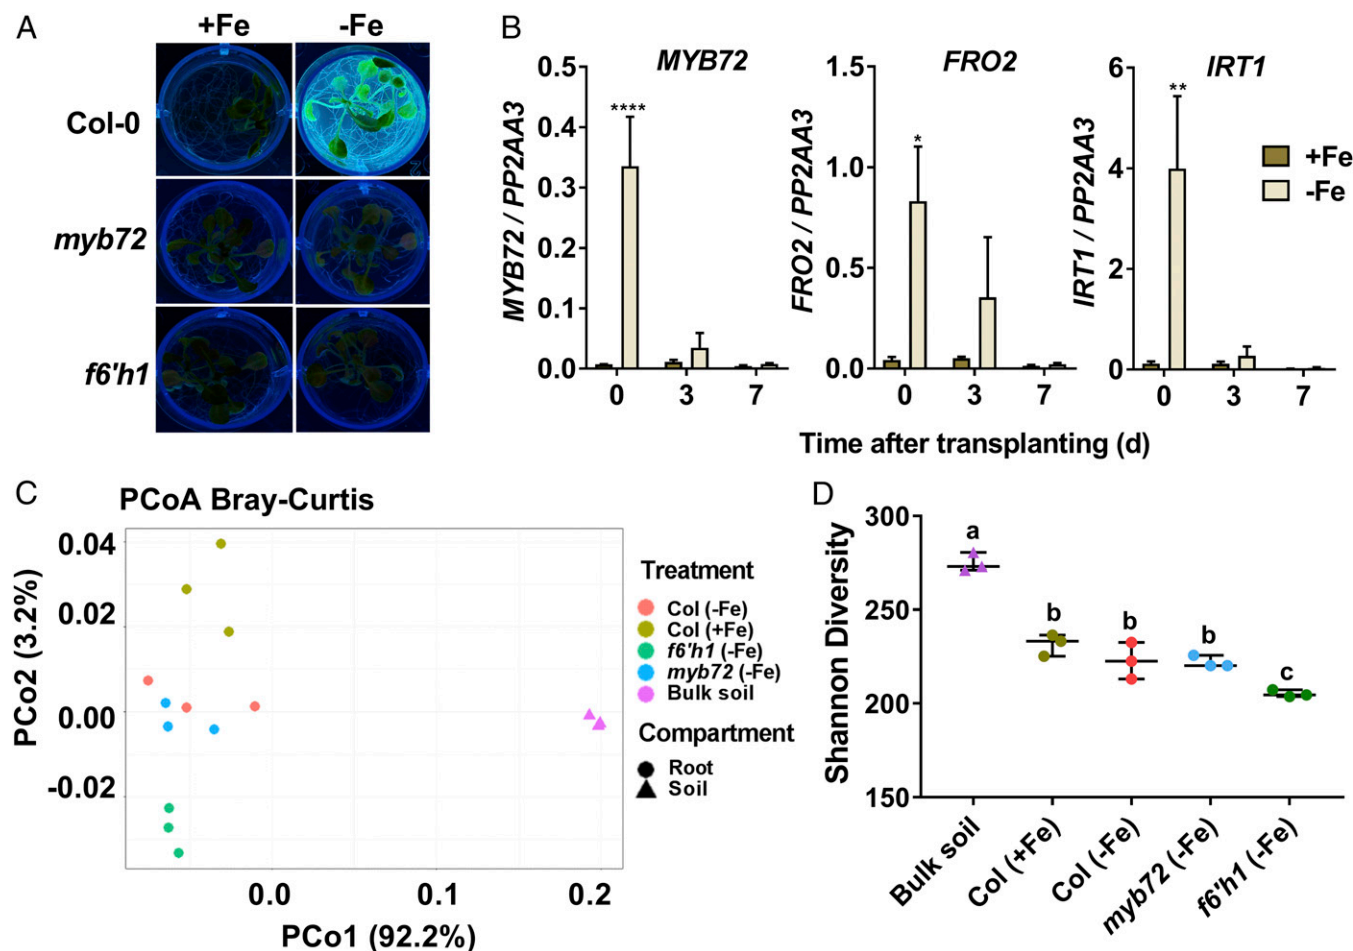 A
+Fe
-Fe
Col-0
myb72
f6'h1
B
MYB72
FRO2
IRT1
MYB72 / PP2AA3
0.5
0.4
0.3
0.2
0.1
0.0
****
0
3
7
FRO2 / PP2AA3
1.5
1.0
0.5
0.0
*
0
3
7
IRT1 / PP2AA3
6
4
2
0
**
0
3
7
+Fe
-Fe
Time after transplanting (d)
C
PCoA Bray-Curtis
PCo2 (3.2%)
0.04
0.02
0.00
-0.02
0.0
0.1
0.2
PCo1 (92.2%)
Treatment
Col (-Fe)
Col (+Fe)
f6'h1 (-Fe)
myb72 (-Fe)
Bulk soil
Compartment
Root
Soil
D
Shannon Diversity
300
250
200
150
a
b
b
b
c
Bulk soil
Col (+Fe)
Col (-Fe)
myb72 (-Fe)
f6'h1 (-Fe)